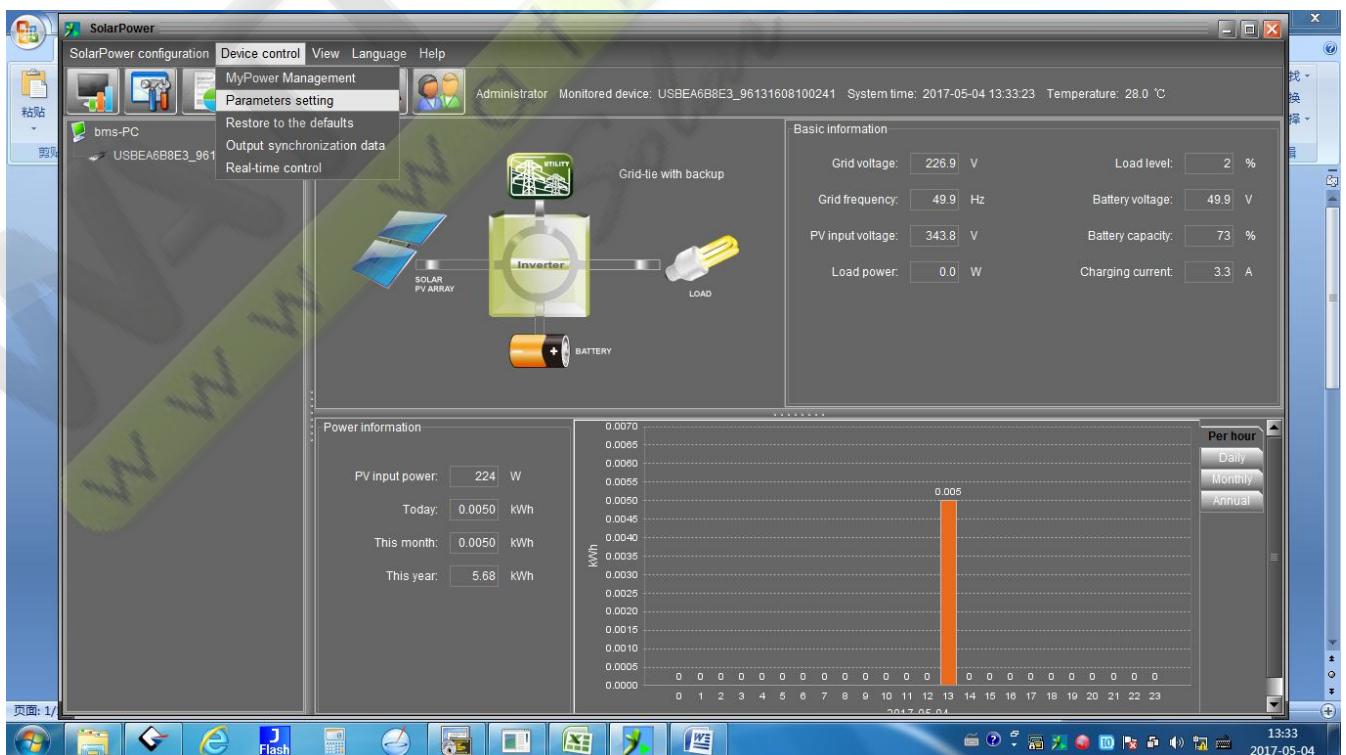 SolarPower
SolarPower configuration Device control View Language Help
MyPower Management
Parameters setting
Restore to the defaults
Output synchronization data
Real-time control
Administrator Monitored device: USBEA6B8E3_96131608100241 System time: 2017-05-04 13:33:23 Temperature: 28.0 ℃
bms-PC
USBEA6B8E3_961
UTILITY
Grid-tie with backup
Inverter
SOLAR
PV ARRAY
LOAD
BATTERY
Basic information
Grid voltage: 226.9 V Load level: 2 %
Grid frequency: 49.9 Hz Battery voltage: 49.9 V
PV input voltage: 343.8 V Battery capacity: 73 %
Load power: 0.0 W Charging current: 3.3 A
Power information
PV input power: 224 W
Today: 0.0050 kWh
This month: 0.0050 kWh
This year: 5.68 kWh
0.0070
0.0065
0.0060
0.0055
0.0050
0.0045
0.0040
0.0035
0.0030
0.0025
0.0020
0.0015
0.0010
0.0005
0.0000
kWh
0.005
0 0 0 0 0 0 0 0 0 0 0 0 0 0 0 0 0 0 0 0 0 0 0
0 1 2 3 4 5 6 7 8 9 10 11 12 13 14 15 16 17 18 19 20 21 22 23
2017-05-04
Per hour
Daily
Monthly
Annual
粘贴
页面: 1/
J
Flash
13:33
2017-05-04